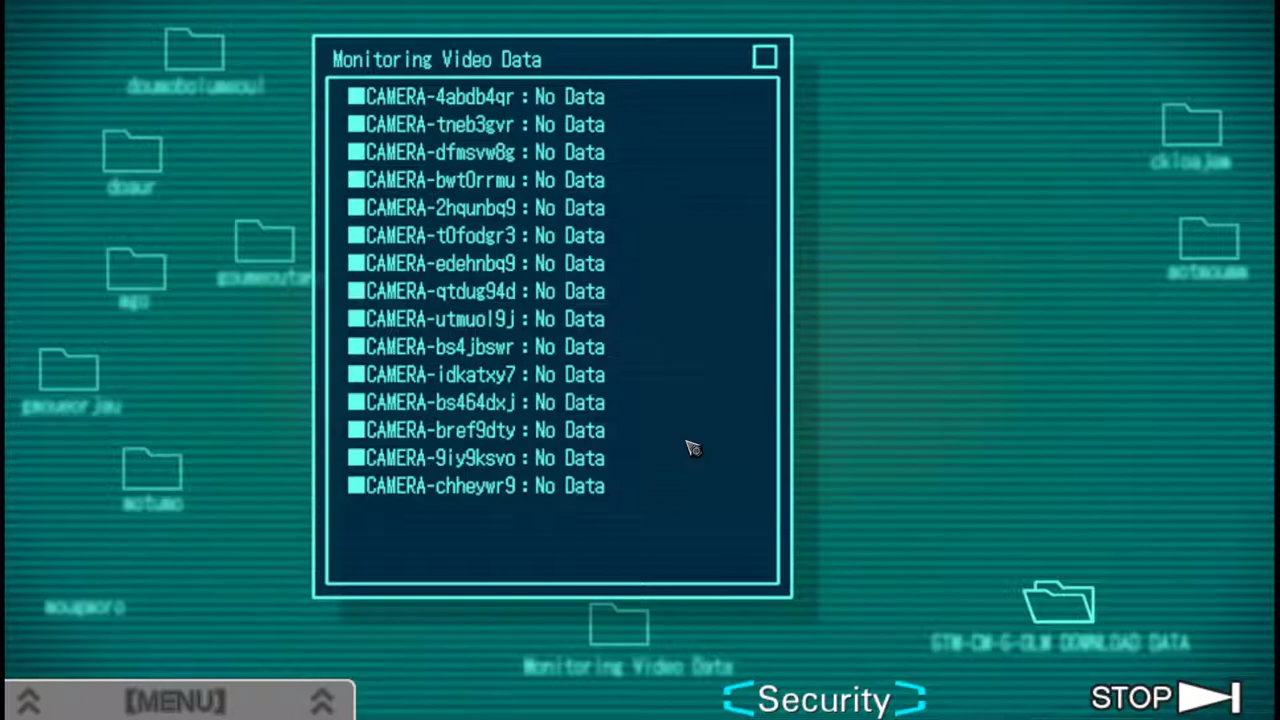 Monitoring Video Data
■CAMERA-4abdb4qr：No Data
■CAMERA-tneb3gvr：No Data
■CAMERA-dfmsvw8g：No Data
■CAMERA-bwt0rrmu：No Data
■CAMERA-2hqunbq9：No Data
■CAMERA-t0fodgr3：No Data
■CAMERA-edehnbq9：No Data
■CAMERA-qtdug94d：No Data
■CAMERA-utmuol9j：No Data
■CAMERA-bs4jbswr：No Data
■CAMERA-idkatxy7：No Data
■CAMERA-bs464dxj：No Data
■CAMERA-bref9dty：No Data
■CAMERA-9iy9ksvo：No Data
■CAMERA-chheywr9：No Data
Monitoring Video Data
DOWNLOAD DATA
【MENU】
Security
STOP